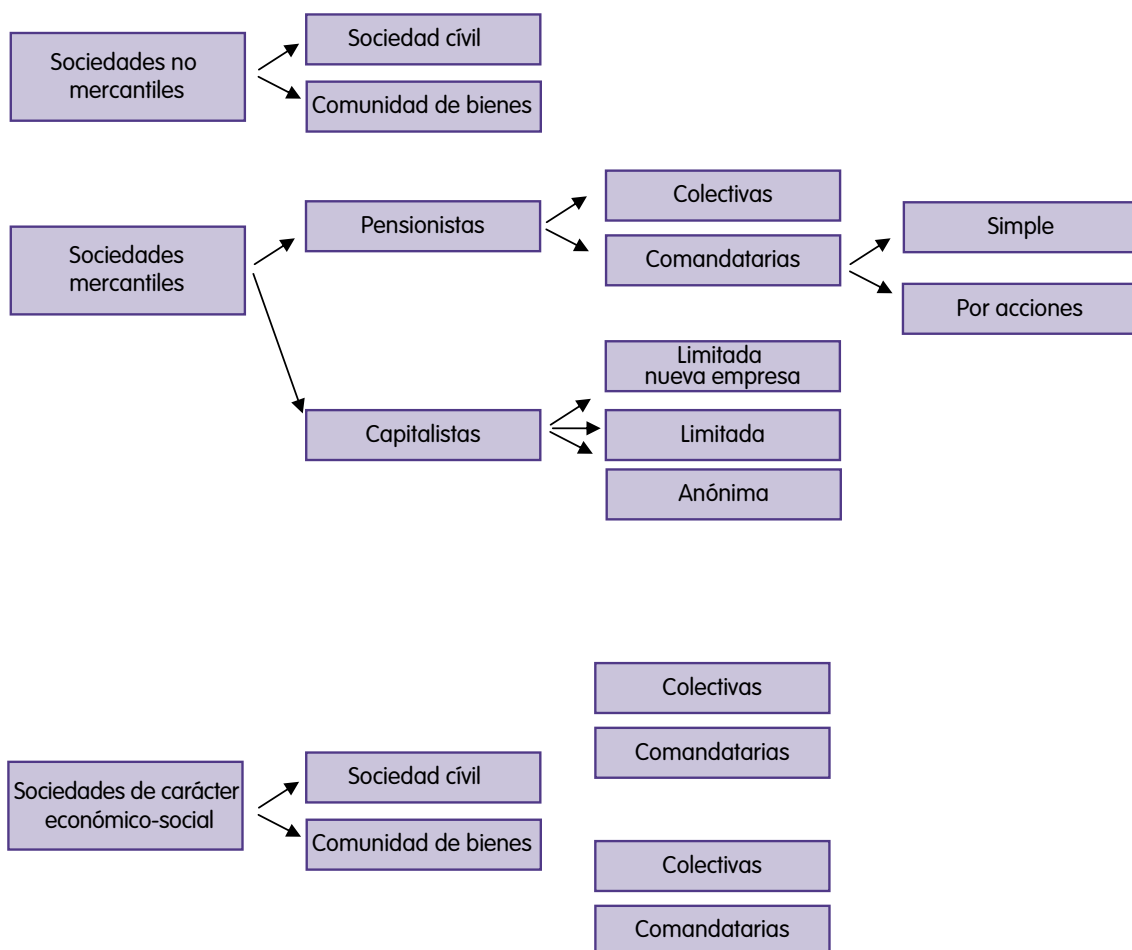 Sociedades no
mercantiles
Sociedad cívil
Comunidad de bienes
Sociedades
mercantiles
Pensionistas
Colectivas
Comandatarias
Simple
Por acciones
Capitalistas
Limitada
nueva empresa
Limitada
Anónima
Sociedades de carácter
económico-social
Sociedad cívil
Comunidad de bienes
Colectivas
Comandatarias
Colectivas
Comandatarias